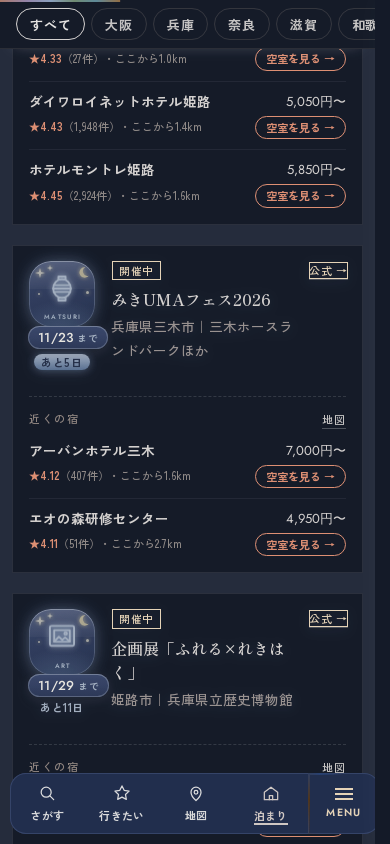 すべて 大阪 兵庫 奈良 滋賀 和歌
★4.33（27件）・ここから1.0km 空室を見る →
ダイワロイネットホテル姫路 5,050円〜
★4.43（1,948件）・ここから1.4km 空室を見る →
ホテルモントレ姫路 5,850円〜
★4.45（2,924件）・ここから1.6km 空室を見る →
開催中 公式 →
MATSURI
みきUMAフェス2026
11/23 まで
兵庫県三木市｜三木ホースラ
ンドパークほか
あと5日
近くの宿 地図
アーバンホテル三木 7,000円〜
★4.12（407件）・ここから1.6km 空室を見る →
エオの森研修センター 4,950円〜
★4.11（51件）・ここから2.7km 空室を見る →
開催中 公式 →
ART
企画展「ふれる×れきは
く」
11/29 まで
姫路市｜兵庫県立歴史博物館
あと11日
近くの宿 地図
さがす 行きたい 地図 泊まり MENU